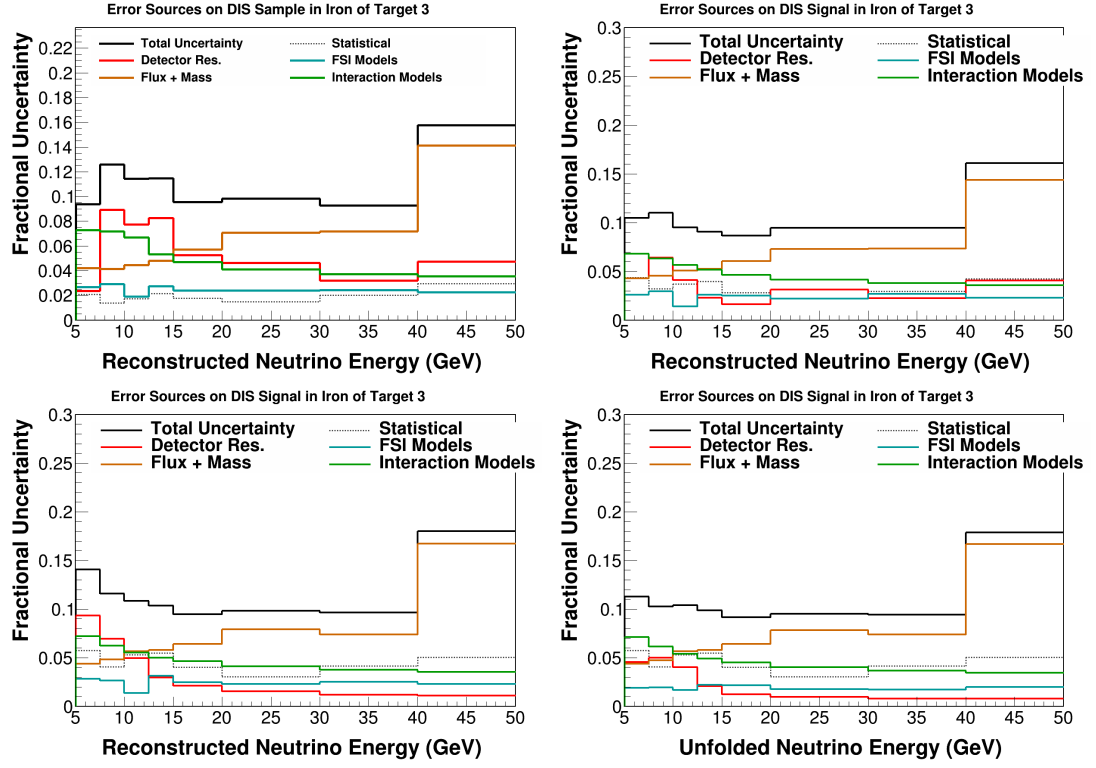 Error Sources on DIS Sample in Iron of Target 3
Fractional Uncertainty
0.22
0.2
0.18
0.16
0.14
0.12
0.1
0.08
0.06
0.04
0.02
0
Total Uncertainty
Detector Res.
Flux + Mass
Statistical
FSI Models
Interaction Models
5 10 15 20 25 30 35 40 45 50
Reconstructed Neutrino Energy (GeV)
Error Sources on DIS Signal in Iron of Target 3
Fractional Uncertainty
0.3
0.25
0.2
0.15
0.1
0.05
0
Total Uncertainty
Detector Res.
Flux + Mass
Statistical
FSI Models
Interaction Models
5 10 15 20 25 30 35 40 45 50
Reconstructed Neutrino Energy (GeV)
Error Sources on DIS Signal in Iron of Target 3
Fractional Uncertainty
0.3
0.25
0.2
0.15
0.1
0.05
0
Total Uncertainty
Detector Res.
Flux + Mass
Statistical
FSI Models
Interaction Models
5 10 15 20 25 30 35 40 45 50
Reconstructed Neutrino Energy (GeV)
Error Sources on DIS Signal in Iron of Target 3
Fractional Uncertainty
0.3
0.25
0.2
0.15
0.1
0.05
0
Total Uncertainty
Detector Res.
Flux + Mass
Statistical
FSI Models
Interaction Models
5 10 15 20 25 30 35 40 45 50
Unfolded Neutrino Energy (GeV)